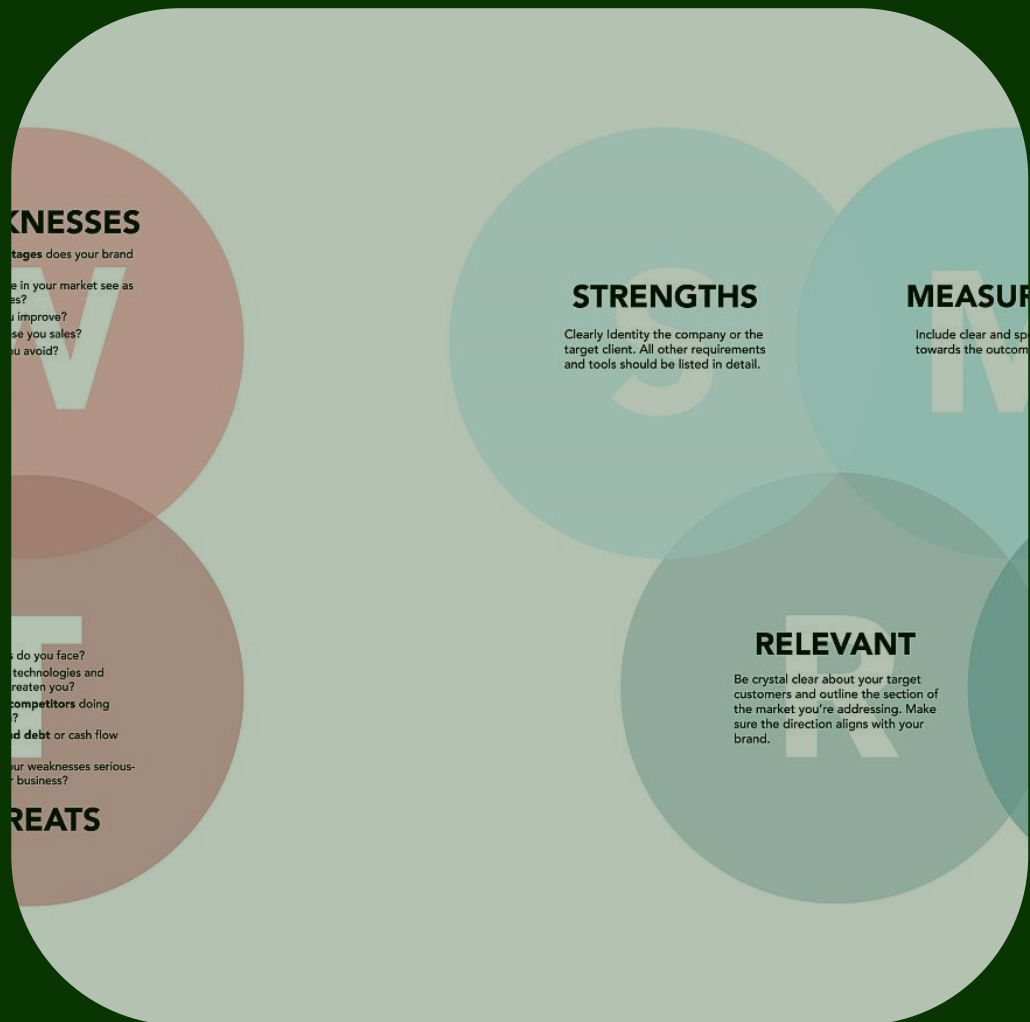 KNESSES
tages does your brand
e in your market see as
es?
u improve?
se you sales?
ou avoid?
W
T
s do you face?
technologies and
reaten you?
competitors doing
?
nd debt or cash flow
our weaknesses serious-
r business?
REATS
S
STRENGTHS
Clearly Identity the company or the
target client. All other requirements
and tools should be listed in detail.
M
MEASUR
Include clear and spe
towards the outcom
R
RELEVANT
Be crystal clear about your target
customers and outline the section of
the market you're addressing. Make
sure the direction aligns with your
brand.